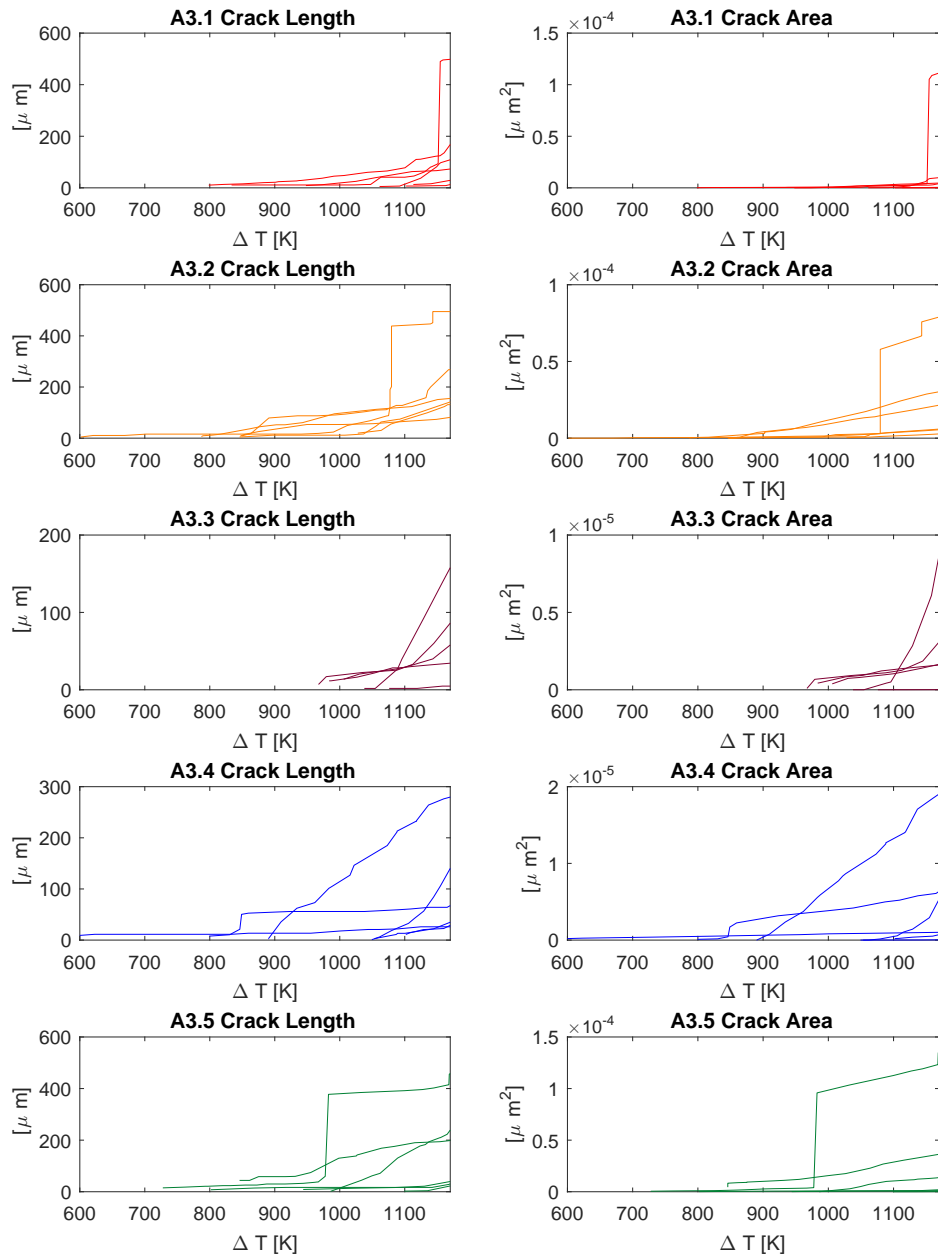 A3.1 Crack Length
600
400
200
0
[μ m]
600 700 800 900 1000 1100
Δ T [K]
A3.1 Crack Area
×10-4
1.5
1
0.5
0
[μ m2]
600 700 800 900 1000 1100
Δ T [K]
A3.2 Crack Length
600
400
200
0
[μ m]
600 700 800 900 1000 1100
Δ T [K]
A3.2 Crack Area
×10-4
1
0.5
0
[μ m2]
600 700 800 900 1000 1100
Δ T [K]
A3.3 Crack Length
200
100
0
[μ m]
600 700 800 900 1000 1100
Δ T [K]
A3.3 Crack Area
×10-5
1
0.5
0
[μ m2]
600 700 800 900 1000 1100
Δ T [K]
A3.4 Crack Length
300
200
100
0
[μ m]
600 700 800 900 1000 1100
Δ T [K]
A3.4 Crack Area
×10-5
2
1
0
[μ m2]
600 700 800 900 1000 1100
Δ T [K]
A3.5 Crack Length
600
400
200
0
[μ m]
600 700 800 900 1000 1100
Δ T [K]
A3.5 Crack Area
×10-4
1.5
1
0.5
0
[μ m2]
600 700 800 900 1000 1100
Δ T [K]